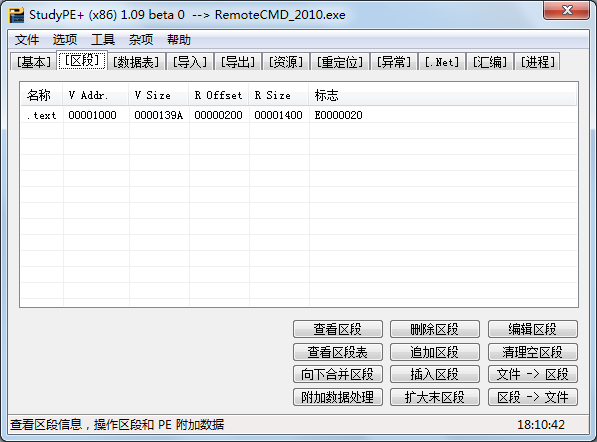 StudyPE+ (x86) 1.09 beta 0 --> RemoteCMD_2010.exe
文件 选项 工具 杂项 帮助
[基本] [区段] [数据表] [导入] [导出] [资源] [重定位] [异常] [.Net] [汇编] [进程]
名称 V Addr. V Size R Offset R Size 标志
.text 00001000 0000139A 00000200 00001400 E0000020
查看区段 删除区段 编辑区段
查看区段表 追加区段 清理空区段
向下合并区段 插入区段 文件 -> 区段
附加数据处理 扩大末区段 区段 -> 文件
查看区段信息，操作区段和 PE 附加数据 18:10:42